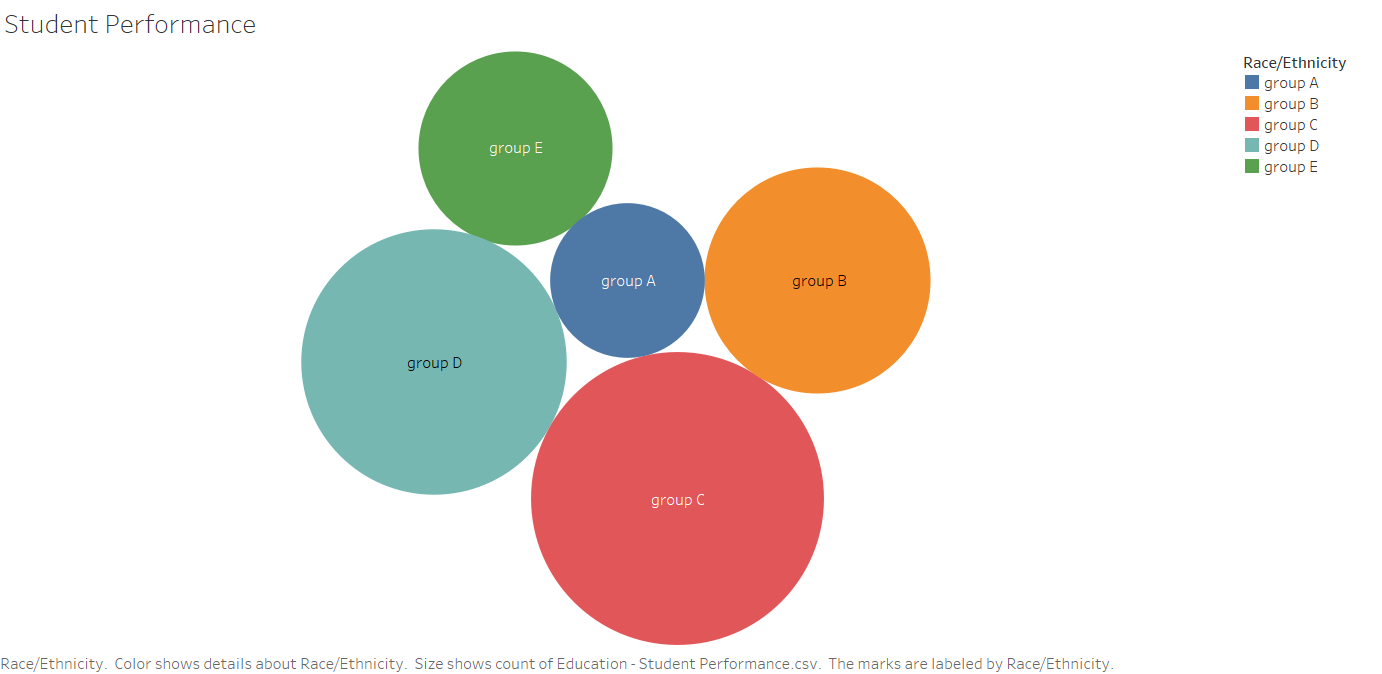 Student Performance
Race/Ethnicity
group A
group B
group C
group D
group E
group E
group A
group B
group D
group C
Race/Ethnicity.  Color shows details about Race/Ethnicity.  Size shows count of Education - Student Performance.csv.  The marks are labeled by Race/Ethnicity.